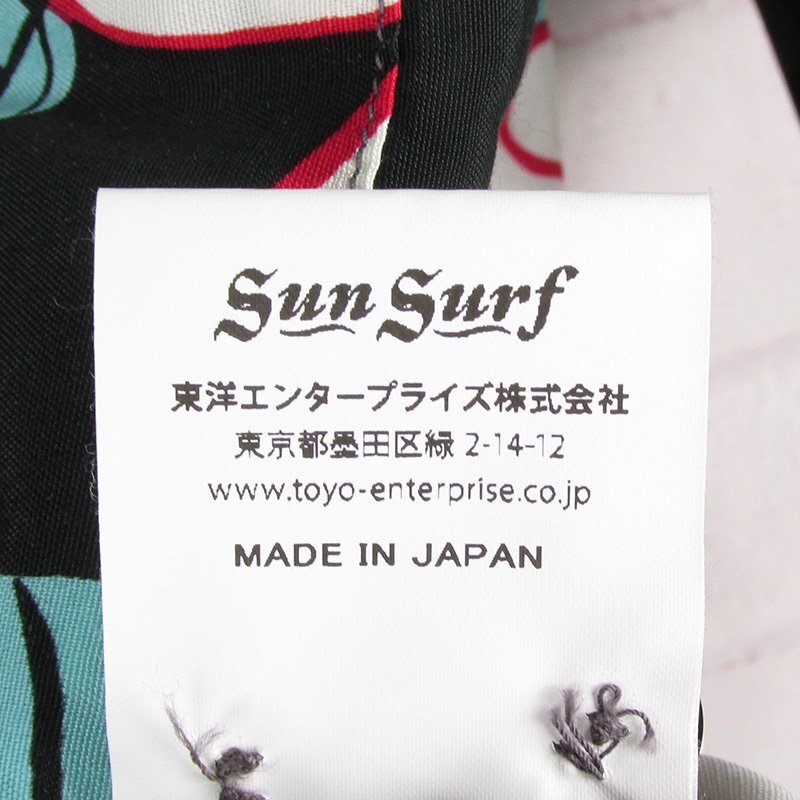 Sun Surf
東洋エンタープライズ株式会社
東京都墨田区緑 2-14-12
www.toyo-enterprise.co.jp
MADE IN JAPAN